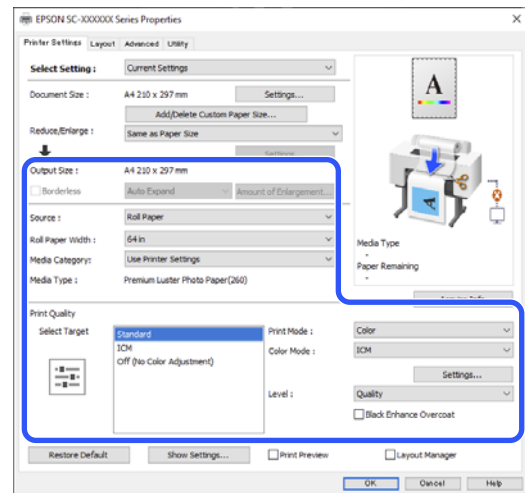 EPSON SC-XXXXXX Series Properties
Printer Settings Layout Advanced Utility
Select Setting : Current Settings
Document Size : A4 210 x 297 mm Settings...
Add/Delete Custom Paper Size...
Reduce/Enlarge : Same as Paper Size
Output Size : A4 210 x 297 mm
Borderless Auto Expand Amount of Enlargement...
Source : Roll Paper
Roll Paper Width : 64 in
Media Category: Use Printer Settings
Media Type : Premium Luster Photo Paper(260)
A
Media Type
-
Paper Remaining
-
Print Quality
Select Target
Standard
ICM
Off (No Color Adjustment)
Print Mode : Color
Color Mode : ICM
Settings...
Level : Quality
Black Enhance Overcoat
Restore Default Show Settings... Print Preview Layout Manager
OK Cancel Help